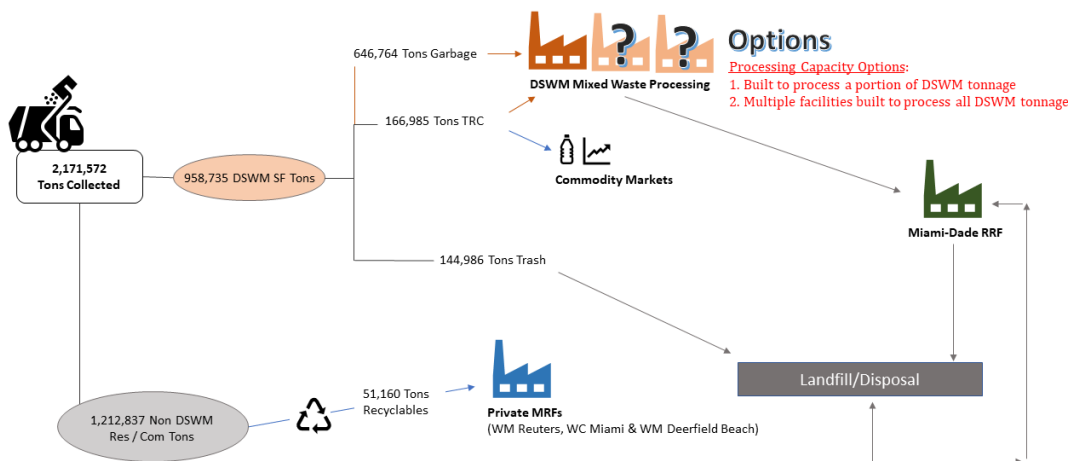 646,764 Tons Garbage
?
?
Options
DSWM Mixed Waste Processing
Processing Capacity Options:
1. Built to process a portion of DSWM tonnage
2. Multiple facilities built to process all DSWM tonnage
166,985 Tons TRC
2,171,572
Tons Collected
958,735 DSWM SF Tons
Commodity Markets
Miami-Dade RRF
144,986 Tons Trash
Landfill/Disposal
51,160 Tons
Recyclables
Private MRFs
(WM Reuters, WC Miami & WM Deerfield Beach)
1,212,837 Non DSWM
Res / Com Tons